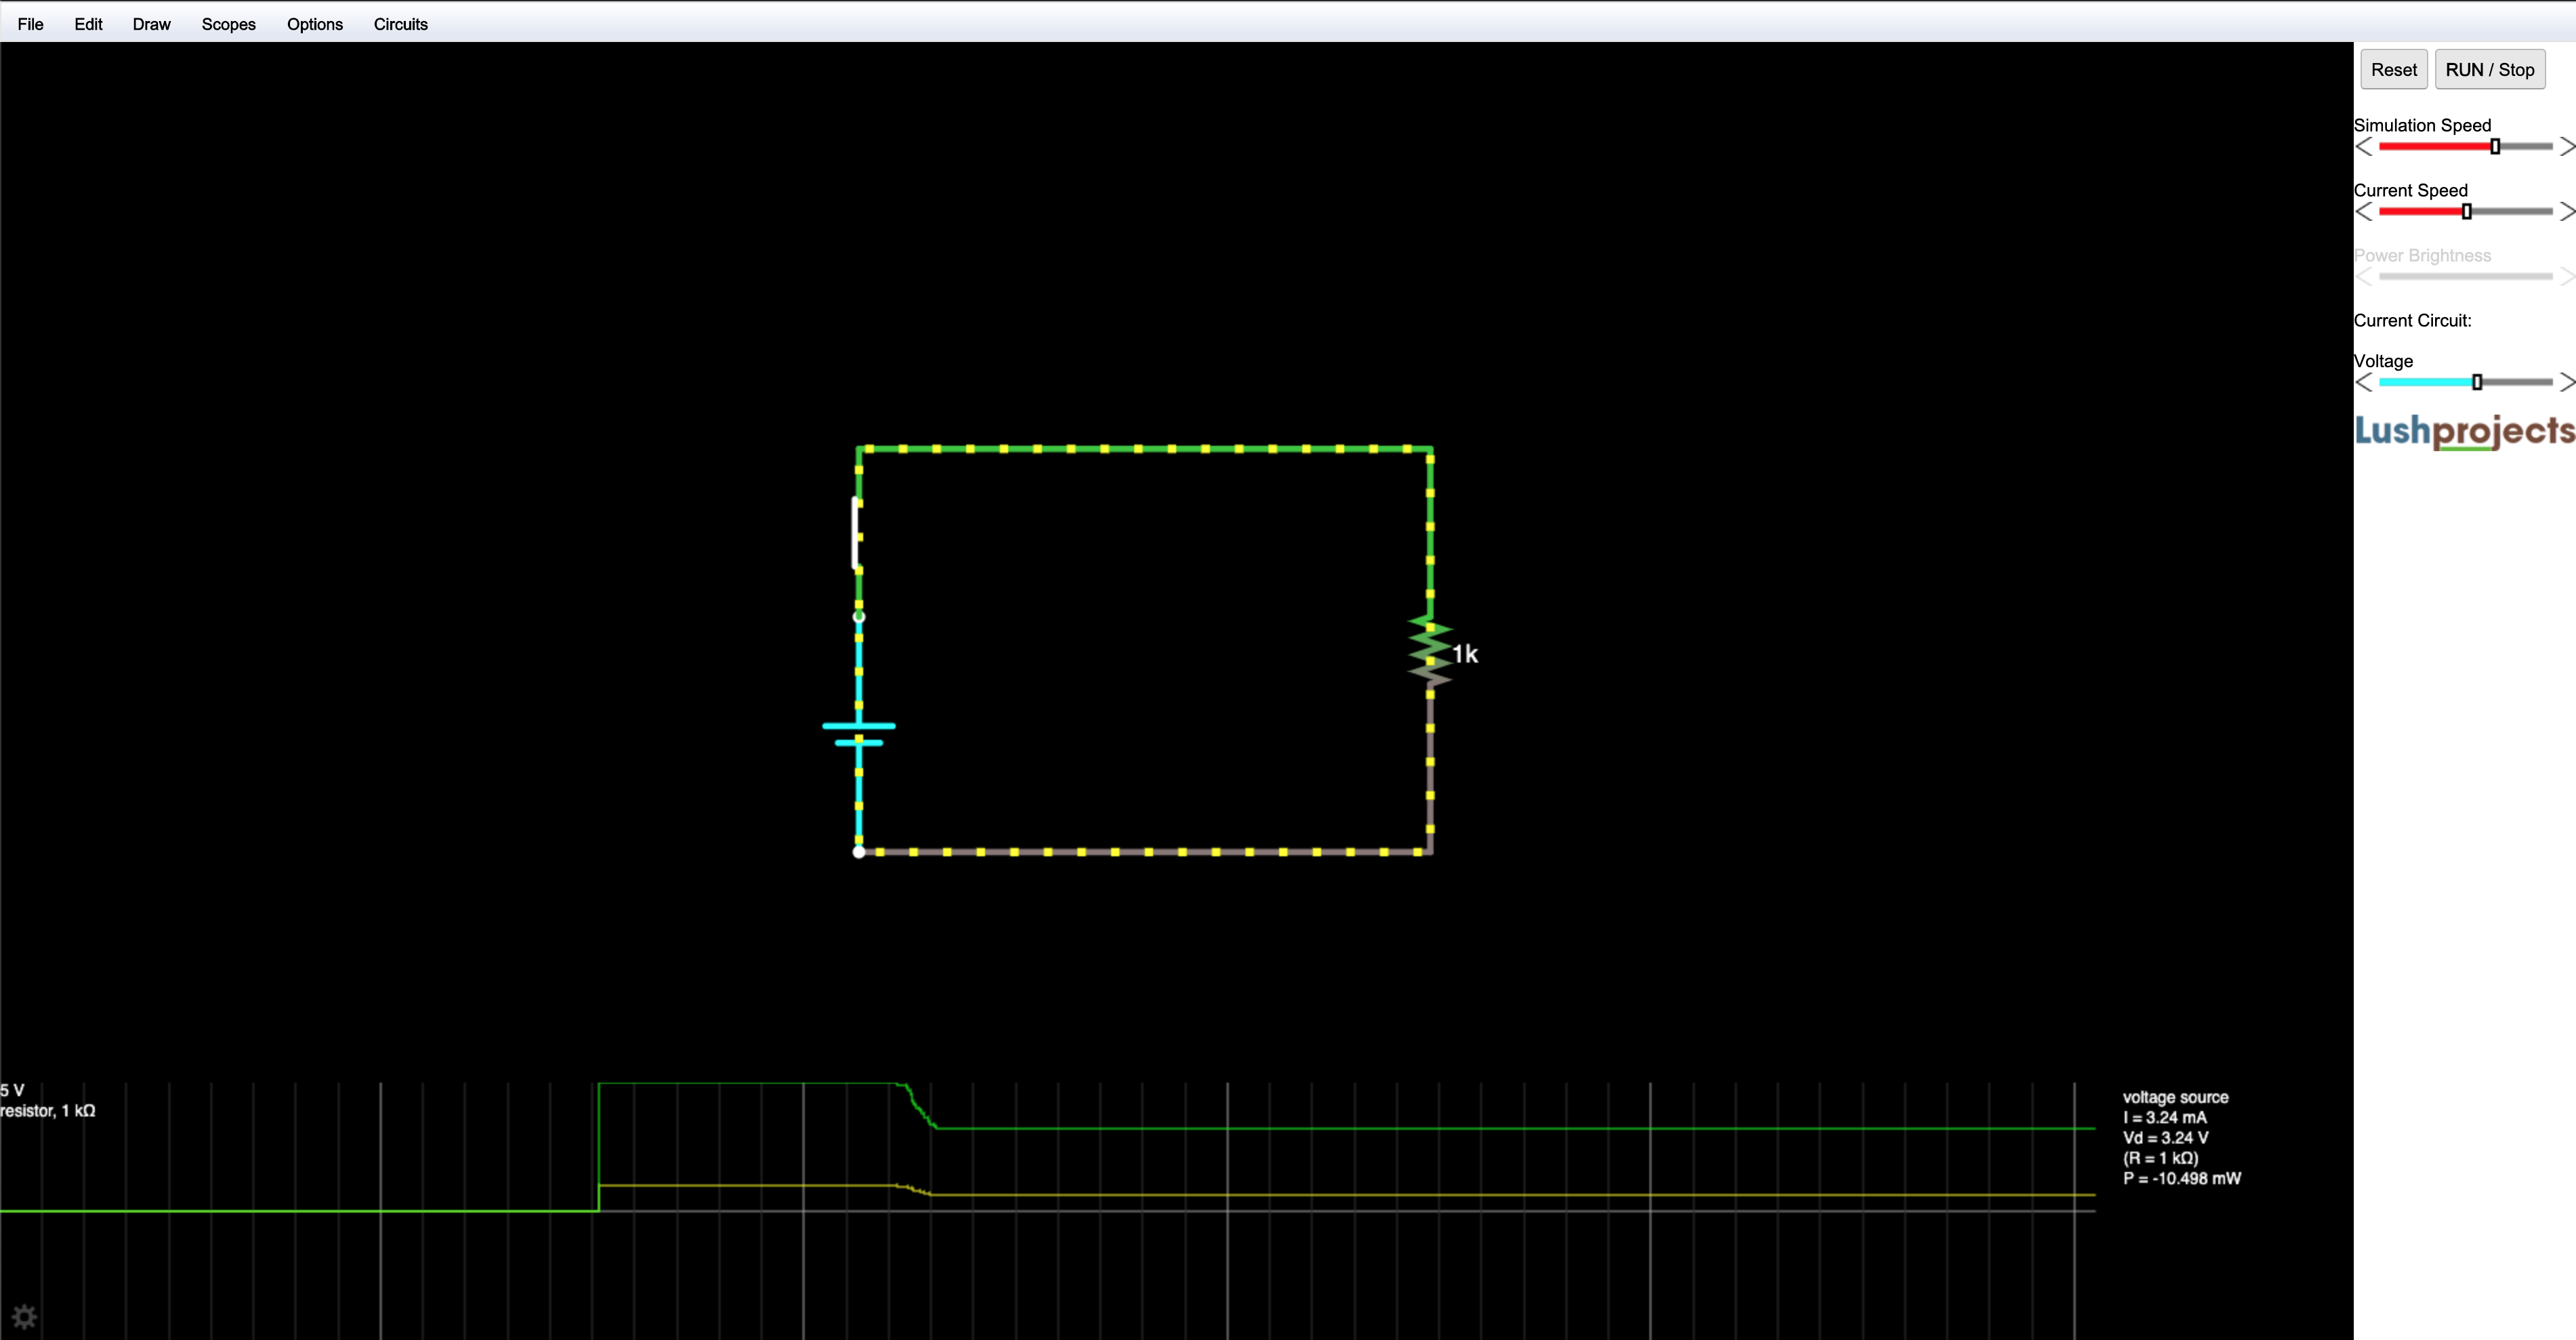 File Edit Draw Scopes Options Circuits
Reset RUN / Stop
Simulation Speed
Current Speed
Power Brightness
Current Circuit:
Voltage
Lushprojects
1k
5 V
resistor, 1 kΩ
voltage source
I = 3.24 mA
Vd = 3.24 V
(R = 1 kΩ)
P = -10.498 mW